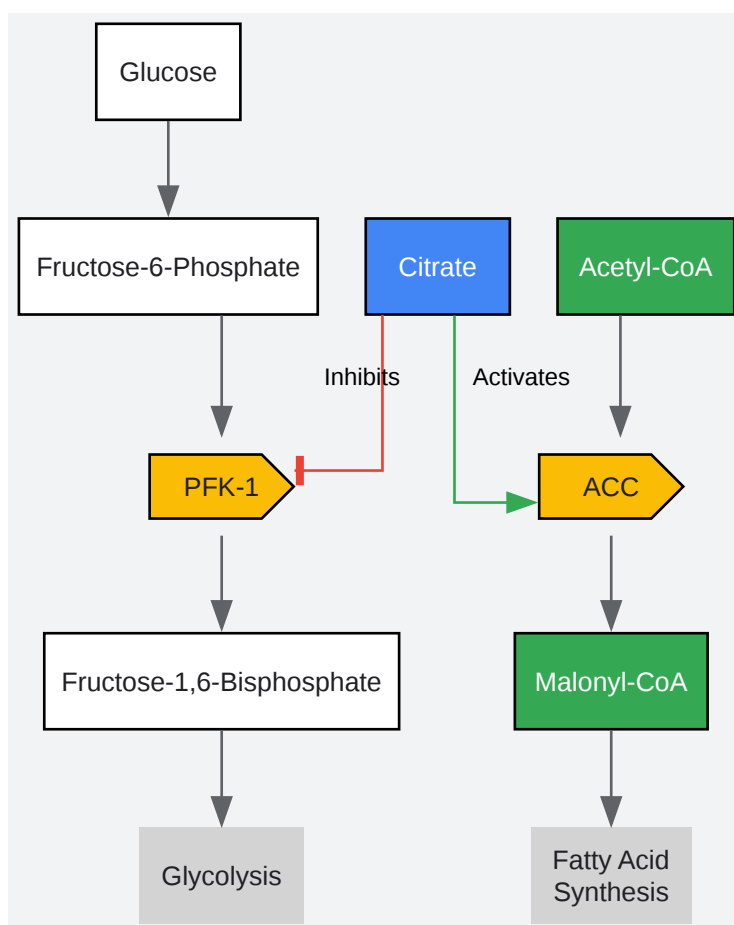 Glucose
Fructose-6-Phosphate
Citrate
Acetyl-CoA
Inhibits
Activates
PFK-1
ACC
Fructose-1,6-Bisphosphate
Malonyl-CoA
Glycolysis
Fatty Acid
Synthesis